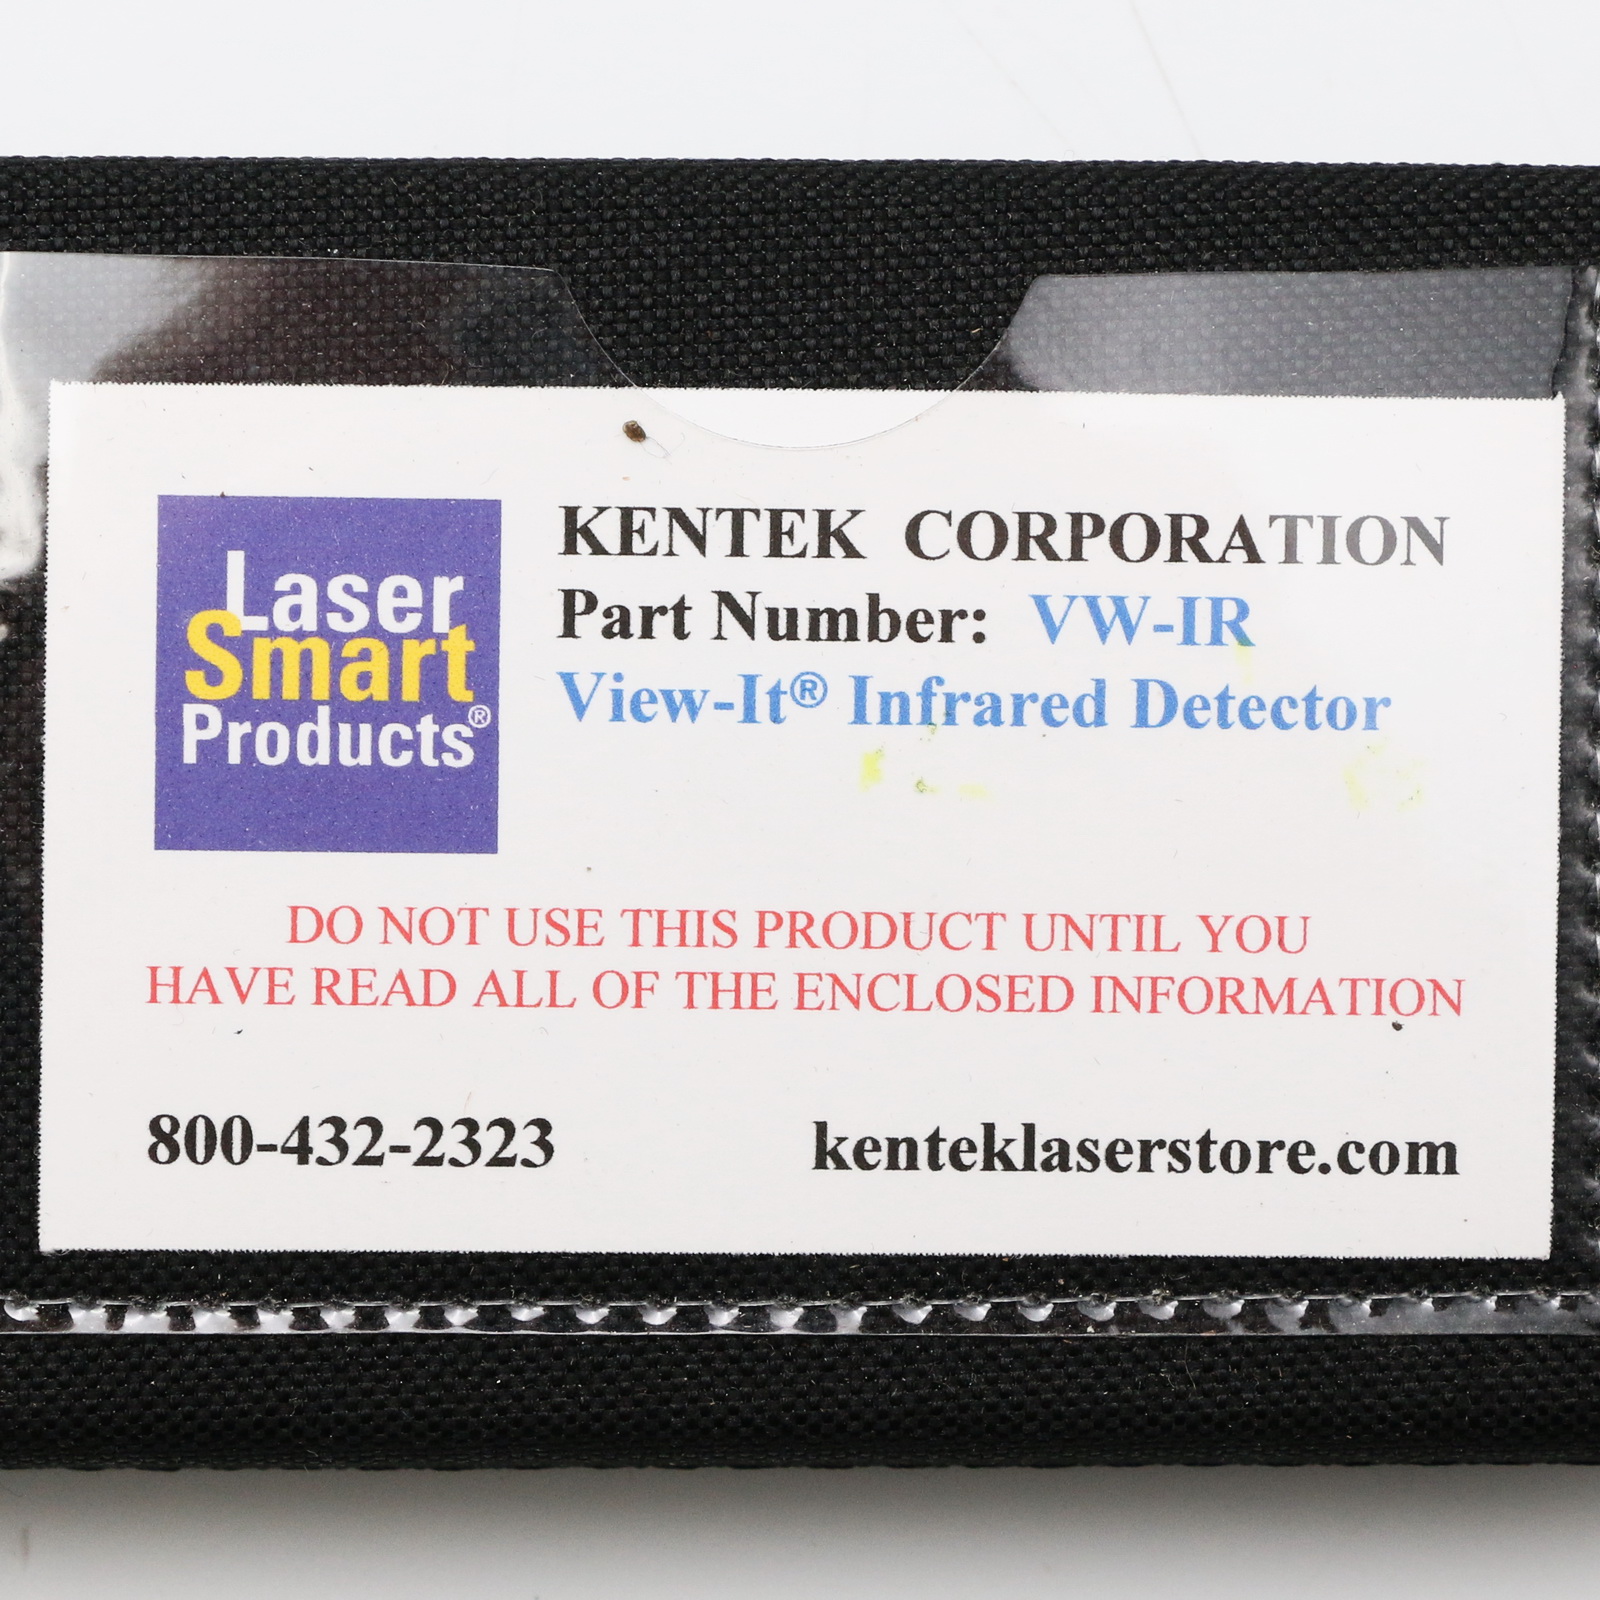 Laser
Smart
Products®
KENTEK CORPORATION
Part Number: VW-IR
View-It® Infrared Detector
DO NOT USE THIS PRODUCT UNTIL YOU
HAVE READ ALL OF THE ENCLOSED INFORMATION
800-432-2323
kenteklaserstore.com